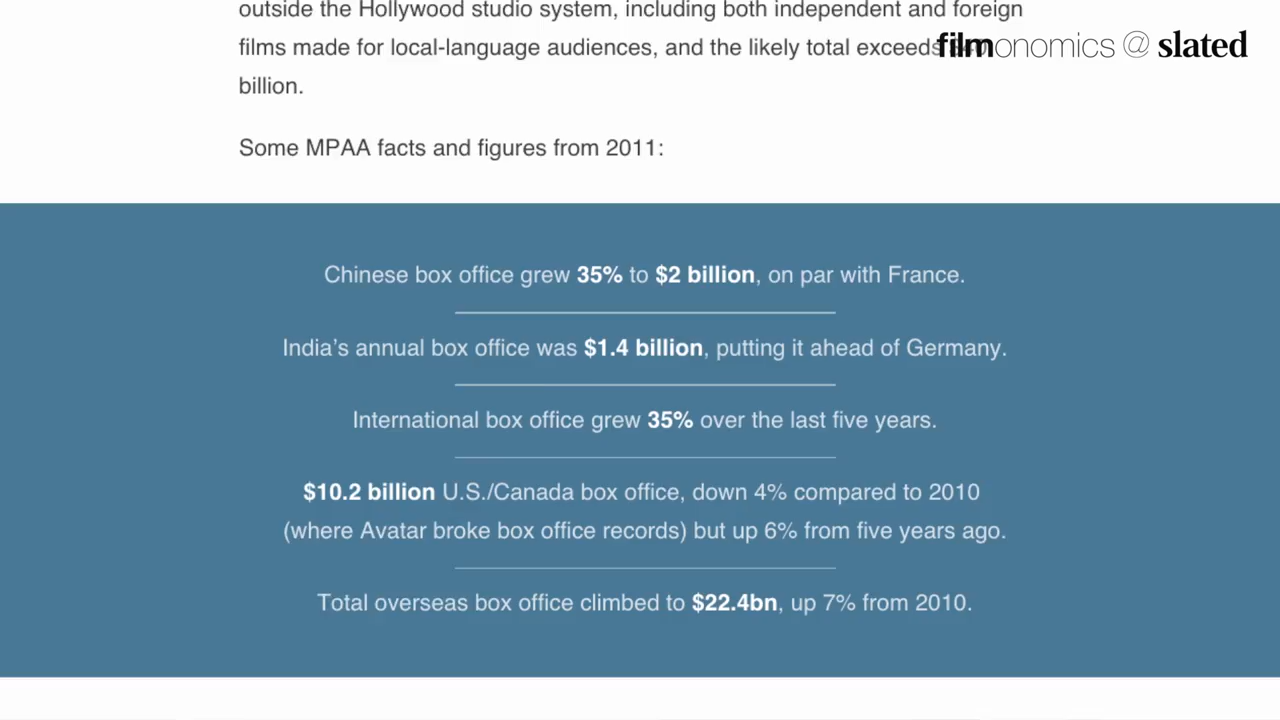 outside the Hollywood studio system, including both independent and foreign
films made for local-language audiences, and the likely total exceeds
filmonomics @ slated
billion.
Some MPAA facts and figures from 2011:
Chinese box office grew 35% to $2 billion, on par with France.
India’s annual box office was $1.4 billion, putting it ahead of Germany.
International box office grew 35% over the last five years.
$10.2 billion U.S./Canada box office, down 4% compared to 2010
(where Avatar broke box office records) but up 6% from five years ago.
Total overseas box office climbed to $22.4bn, up 7% from 2010.